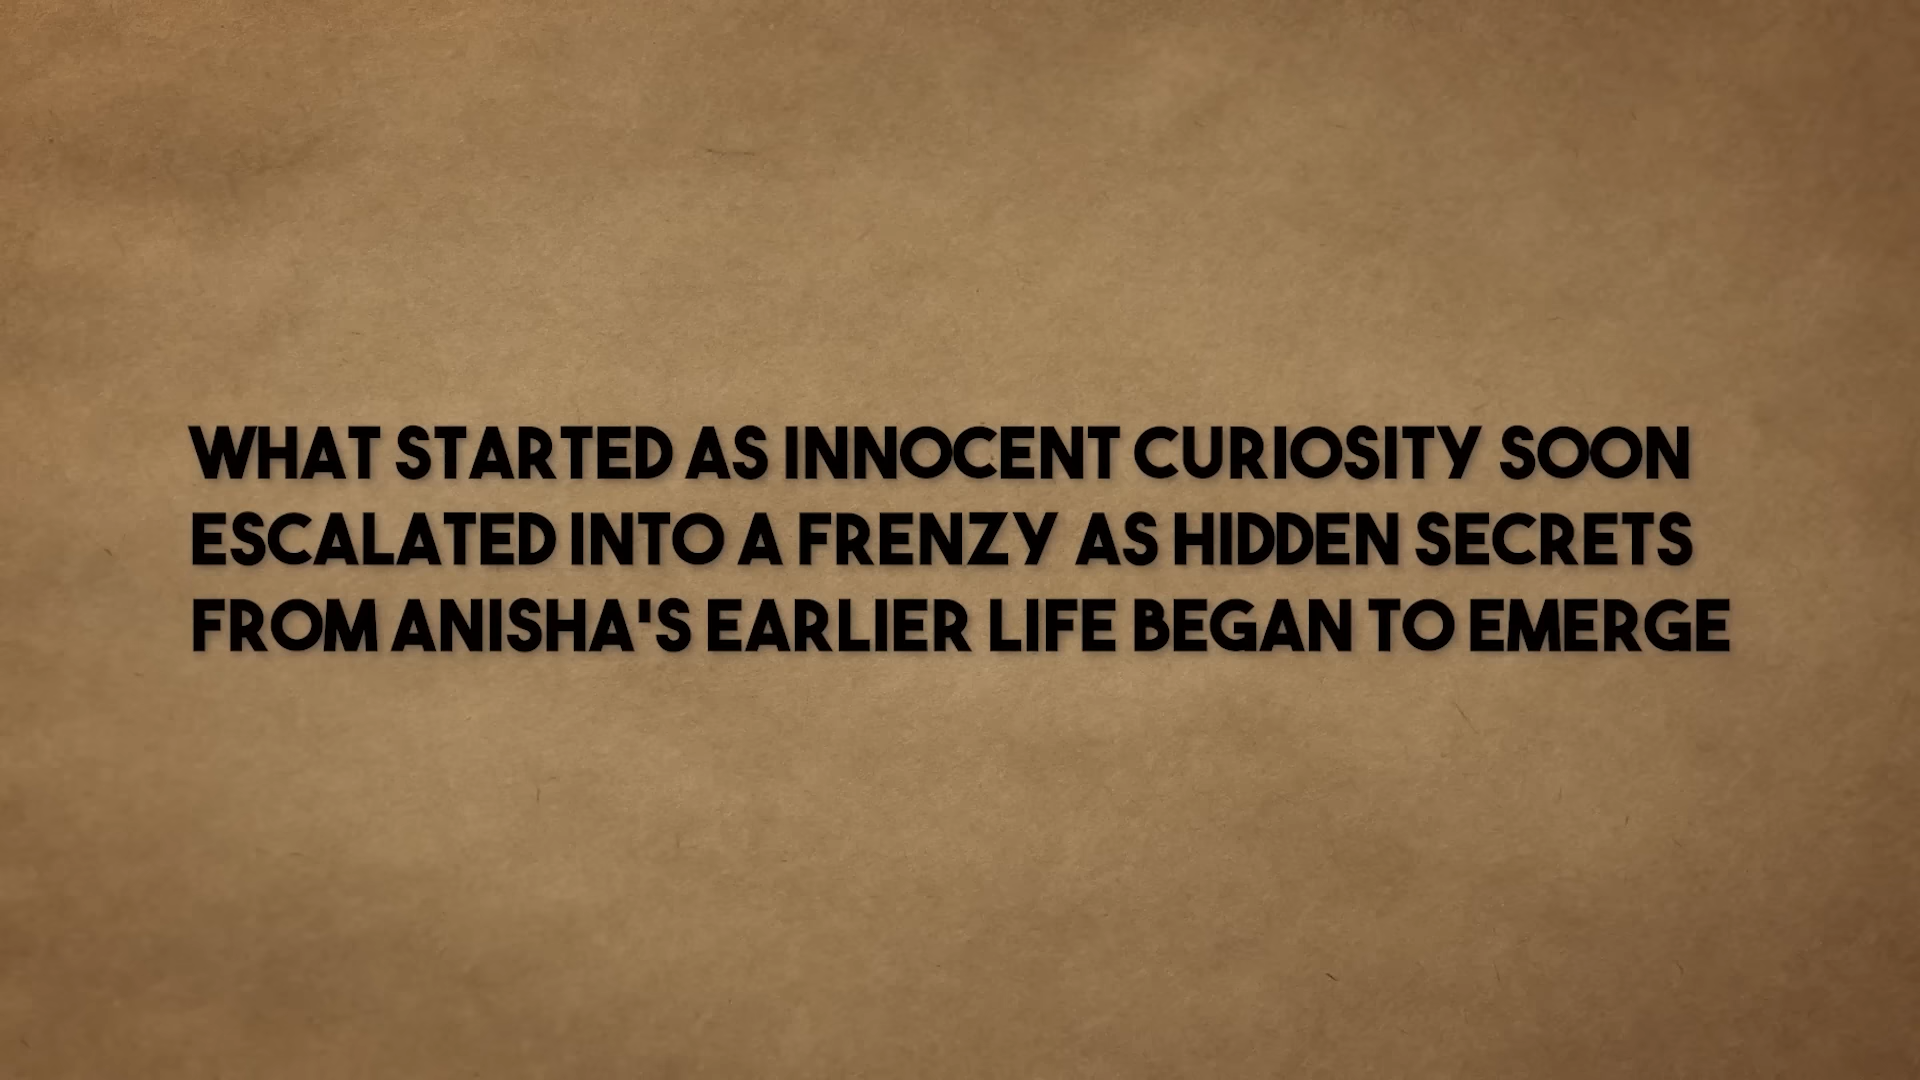 WHAT STARTED AS INNOCENT CURIOSITY SOON
ESCALATED INTO A FRENZY AS HIDDEN SECRETS
FROM ANISHA'S EARLIER LIFE BEGAN TO EMERGE